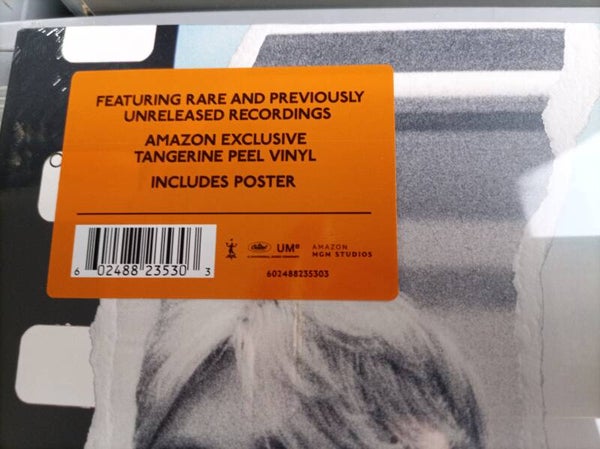 FEATURING RARE AND PREVIOUSLY
UNRELEASED RECORDINGS
AMAZON EXCLUSIVE
TANGERINE PEEL VINYL
INCLUDES POSTER
6 02488 23530 3
UMe
AMAZON
MGM STUDIOS
602488235303